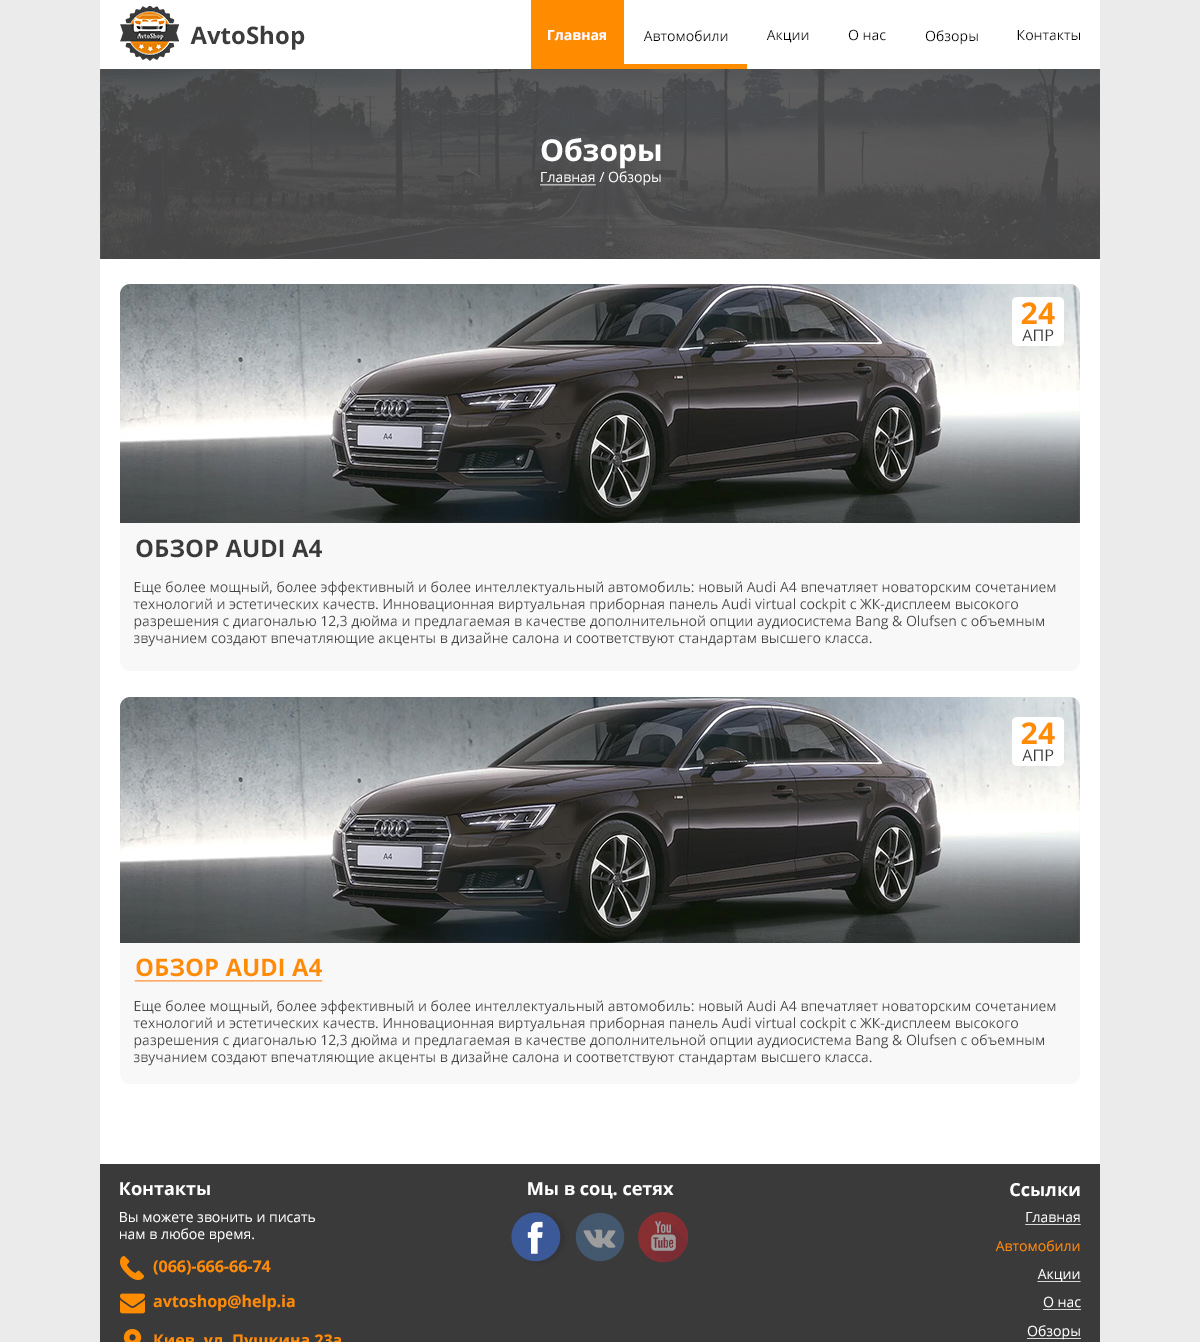 AvtoShop
AvtoShop
Главная
Автомобили
Акции
О нас
Обзоры
Контакты
Обзоры
Главная / Обзоры
24
АПР
A4
ОБЗОР AUDI A4
Еще более мощный, более эффективный и более интеллектуальный автомобиль: новый Audi A4 впечатляет новаторским сочетанием
технологий и эстетических качеств. Инновационная виртуальная приборная панель Audi virtual cockpit с ЖК-дисплеем высокого
разрешения с диагональю 12,3 дюйма и предлагаемая в качестве дополнительной опции аудиосистема Bang & Olufsen с объемным
звучанием создают впечатляющие акценты в дизайне салона и соответствуют стандартам высшего класса.
24
АПР
A4
ОБЗОР AUDI A4
Еще более мощный, более эффективный и более интеллектуальный автомобиль: новый Audi A4 впечатляет новаторским сочетанием
технологий и эстетических качеств. Инновационная виртуальная приборная панель Audi virtual cockpit с ЖК-дисплеем высокого
разрешения с диагональю 12,3 дюйма и предлагаемая в качестве дополнительной опции аудиосистема Bang & Olufsen с объемным
звучанием создают впечатляющие акценты в дизайне салона и соответствуют стандартам высшего класса.
Контакты
Вы можете звонить и писать
нам в любое время.
(066)-666-66-74
avtoshop@help.ia
Киев, ул. Пушкина 23а
Мы в соц. сетях
You
Tube
Ссылки
Главная
Автомобили
Акции
О нас
Обзоры